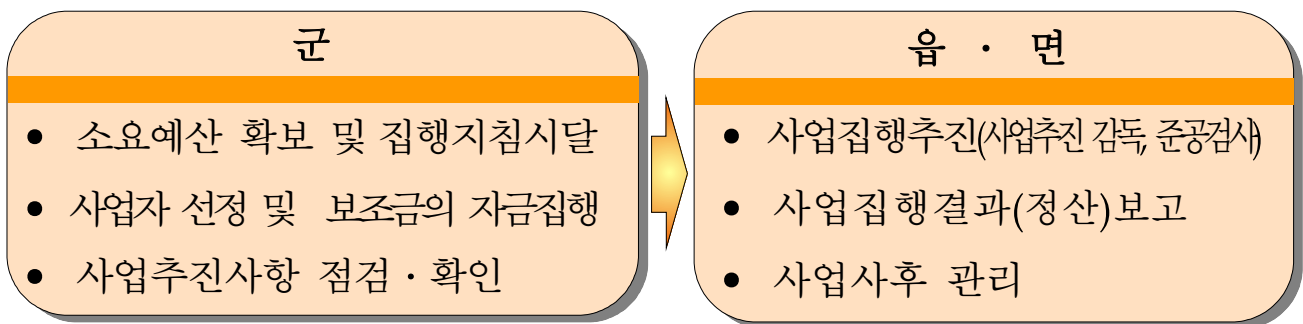 군
• 소요예산 확보 및 집행지침시달
• 사업자 선정 및 보조금의 자금집행
• 사업추진사항 점검·확인
읍 · 면
• 사업집행추진(사업추진 감독, 준공검사)
• 사업집행결과(정산)보고
• 사업사후 관리